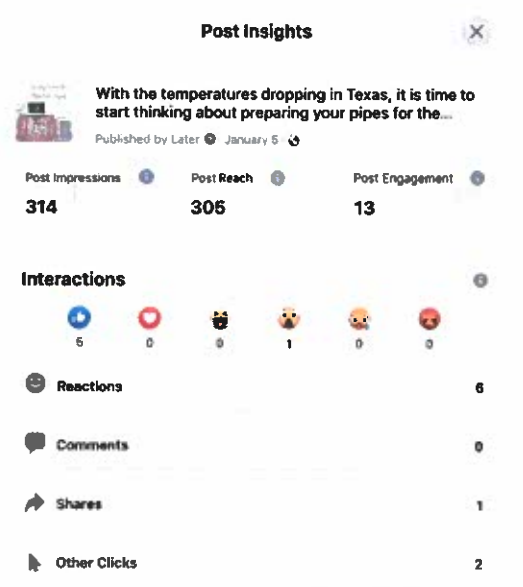 Post Insights
With the temperatures dropping in Texas, it is time to
start thinking about preparing your pipes for the...
Published by Later January 5
Post Impressions
Post Reach
Post Engagement
314
305
13
Interactions
5
0
0
1
0
0
Reactions
6
Comments
0
Shares
1
Other Clicks
2